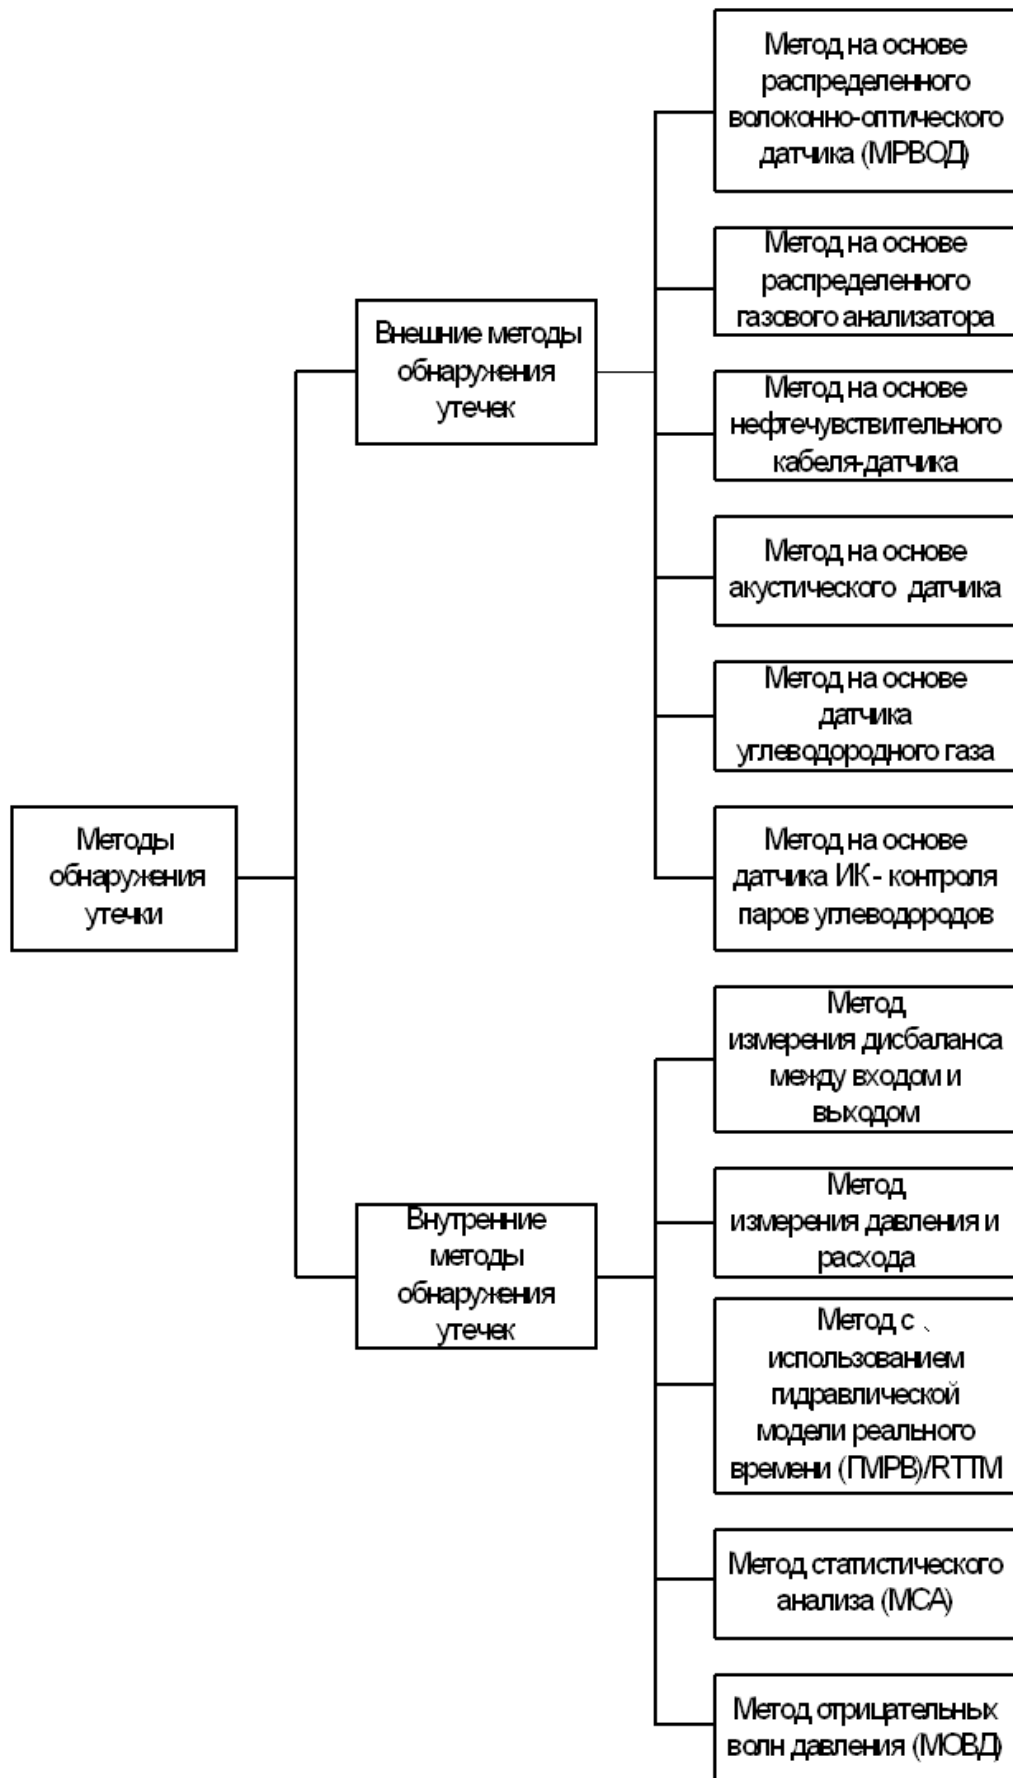 Методы
обнаружения
утечки
Внешние методы
обнаружения
утечек
Метод на основе
распределенного
волоконно-оптического
датчика (МРВОД)
Метод на основе
распределенного
газового анализатора
Метод на основе
нефтечувствительного
кабеля-датчика
Метод на основе
акустического датчика
Метод на основе
датчика
углеводородного газа
Метод на основе
датчика ИК - контроля
паров углеводородов
Внутренние
методы
обнаружения
утечек
Метод
измерения дисбаланса
между входом и
выходом
Метод
измерения давления и
расхода
Метод с
использованием
гидравлической
модели реального
времени (ГМРВ)/RTTM
Метод статистического
анализа (МСА)
Метод отрицательных
волн давления (МОВД)